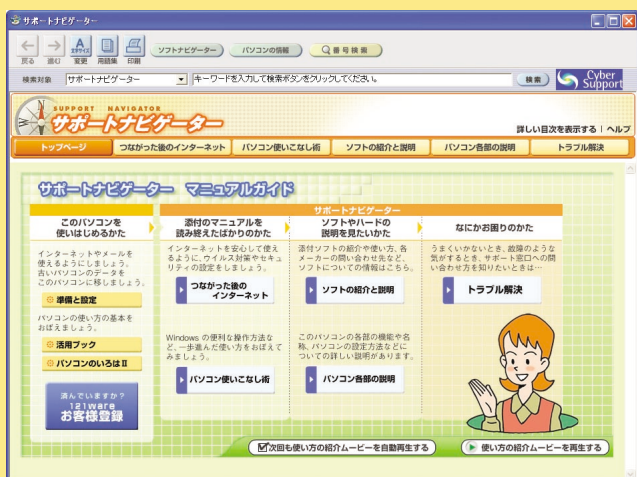 サポートナビゲーター
戻る 進む 文字サイズ 変更 用語集 印刷 ソフトナビゲーター パソコンの情報 番号検索
検索対象 サポートナビゲーター キーワードを入力して検索ボタンをクリックしてください。 検索 Cyber Support
SUPPORT NAVIGATOR
サポートナビゲーター
詳しい目次を表示する | ヘルプ
トップページ つながった後のインターネット パソコン使いこなし術 ソフトの紹介と説明 パソコン各部の説明 トラブル解決
サポートナビゲーター マニュアルガイド
サポートナビゲーター
このパソコンを
使いはじめるかた
インターネットやメールを
使えるようにしましょう。
古いパソコンのデータを
このパソコンに移しましょう。
準備と設定
パソコンの使い方の基本を
おぼえましょう。
活用ブック
パソコンのいろはⅡ
済んでいますか?
121ware
お客様登録
添付のマニュアルを
読み終えたばかりのかた
インターネットを安心して使え
るように、ウイルス対策やセキュ
リティの設定をしましょう。
つながった後の
インターネット
Windows の便利な操作方法な
ど、一歩進んだ使い方をおぼえて
みましょう。
パソコン使いこなし術
ソフトやハードの
説明を見たいかた
添付ソフトの紹介や使い方、各
メーカーの問い合わせ先など、
ソフトについての情報はこちら。
ソフトの紹介と説明
このパソコンの各部の機能や名
称、パソコンの設定方法などに
ついての詳しい説明があります。
パソコン各部の説明
なにかお困りのかた
うまくいかないとき、故障のような
気がするとき、サポート窓口への問
い合わせ方を知りたいときは…
トラブル解決
次回も使い方の紹介ムービーを自動再生する
使い方の紹介ムービーを再生する